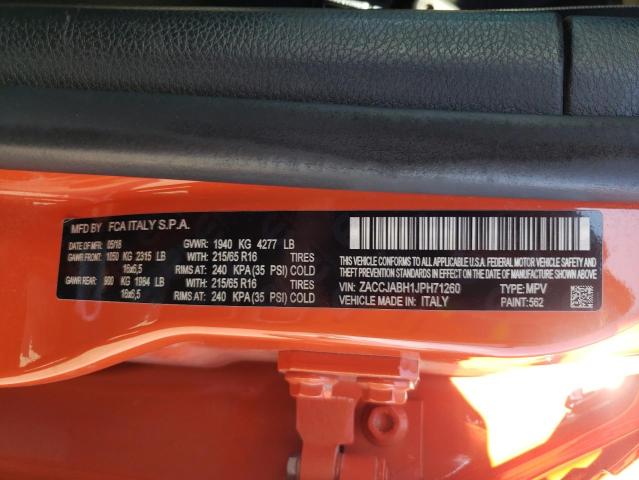 MFD BY FCA ITALY S.P.A.
DATE OF MFR: 05/18 GVWR: 1940 KG 4277 LB
GAWR FRONT: 1050 KG 2315 LB WITH: 215/65 R16 TIRES
16x6,5 RIMS AT: 240 KPA (35 PSI) COLD
GAWR REAR: 900 KG 1984 LB WITH: 215/65 R16 TIRES
16x6,5 RIMS AT: 240 KPA (35 PSI) COLD
THIS VEHICLE CONFORMS TO ALL APPLICABLE U.S.A. FEDERAL MOTOR VEHICLE SAFETY AND
THEFT PREVENTION STANDARDS IN EFFECT ON THE DATE OF MANUFACTURE SHOWN ABOVE.
VIN: ZACCJABH1JPH71260 TYPE: MPV
VEHICLE MADE IN: ITALY PAINT: 562